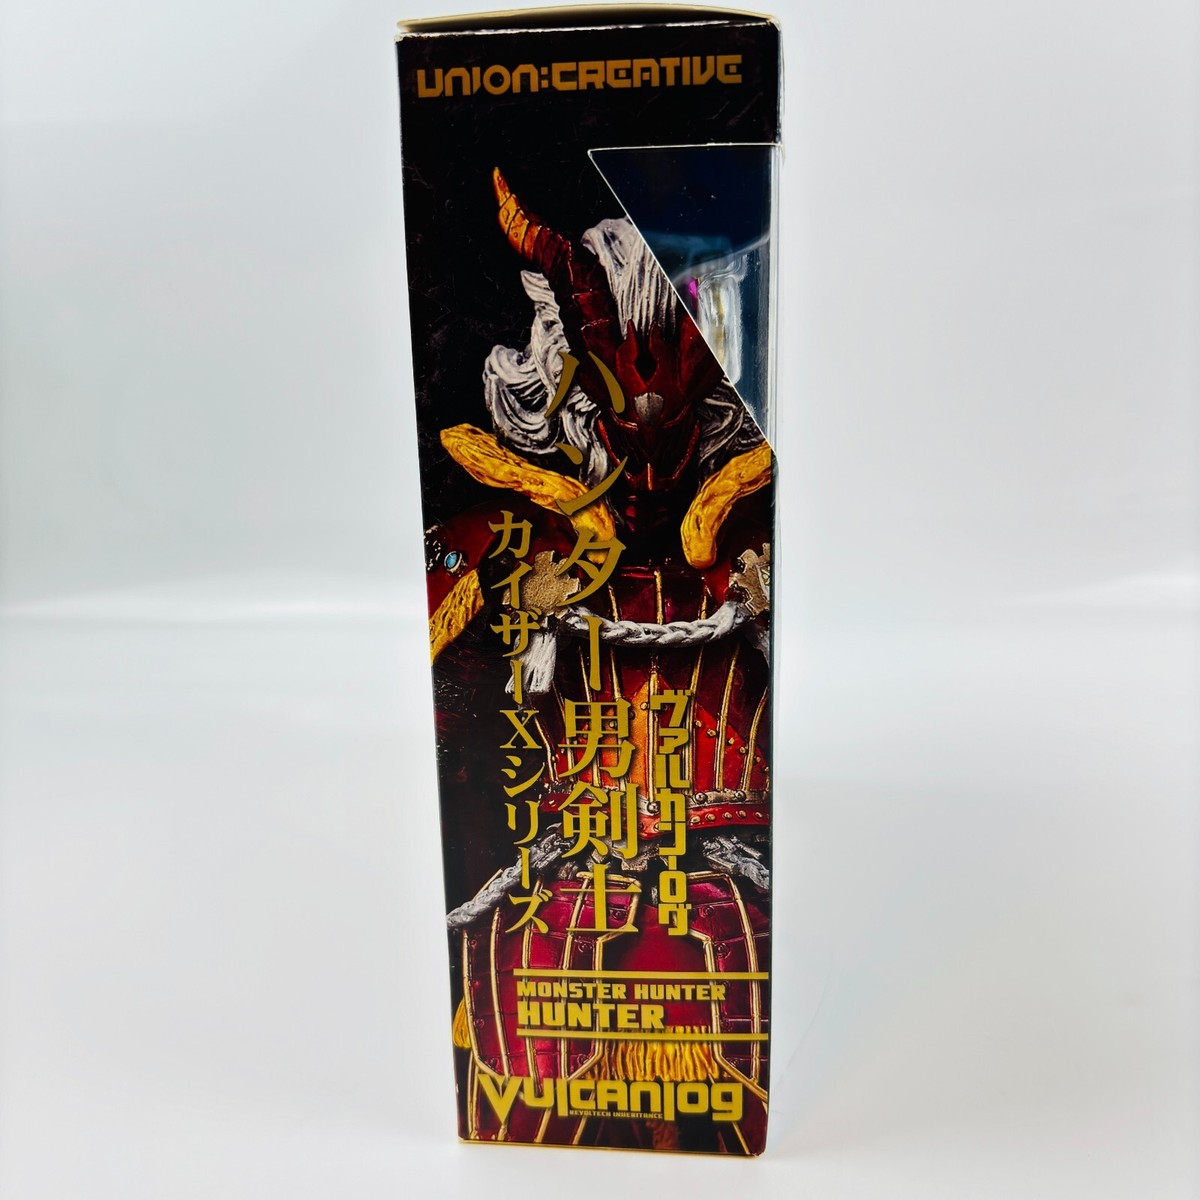 UNION:CREATIVE
ヴァルカンログ
ハンター男剣士
カイザーXシリーズ
MONSTER HUNTER
HUNTER
Vulcanlog
REVOLTECH INHERITANCE